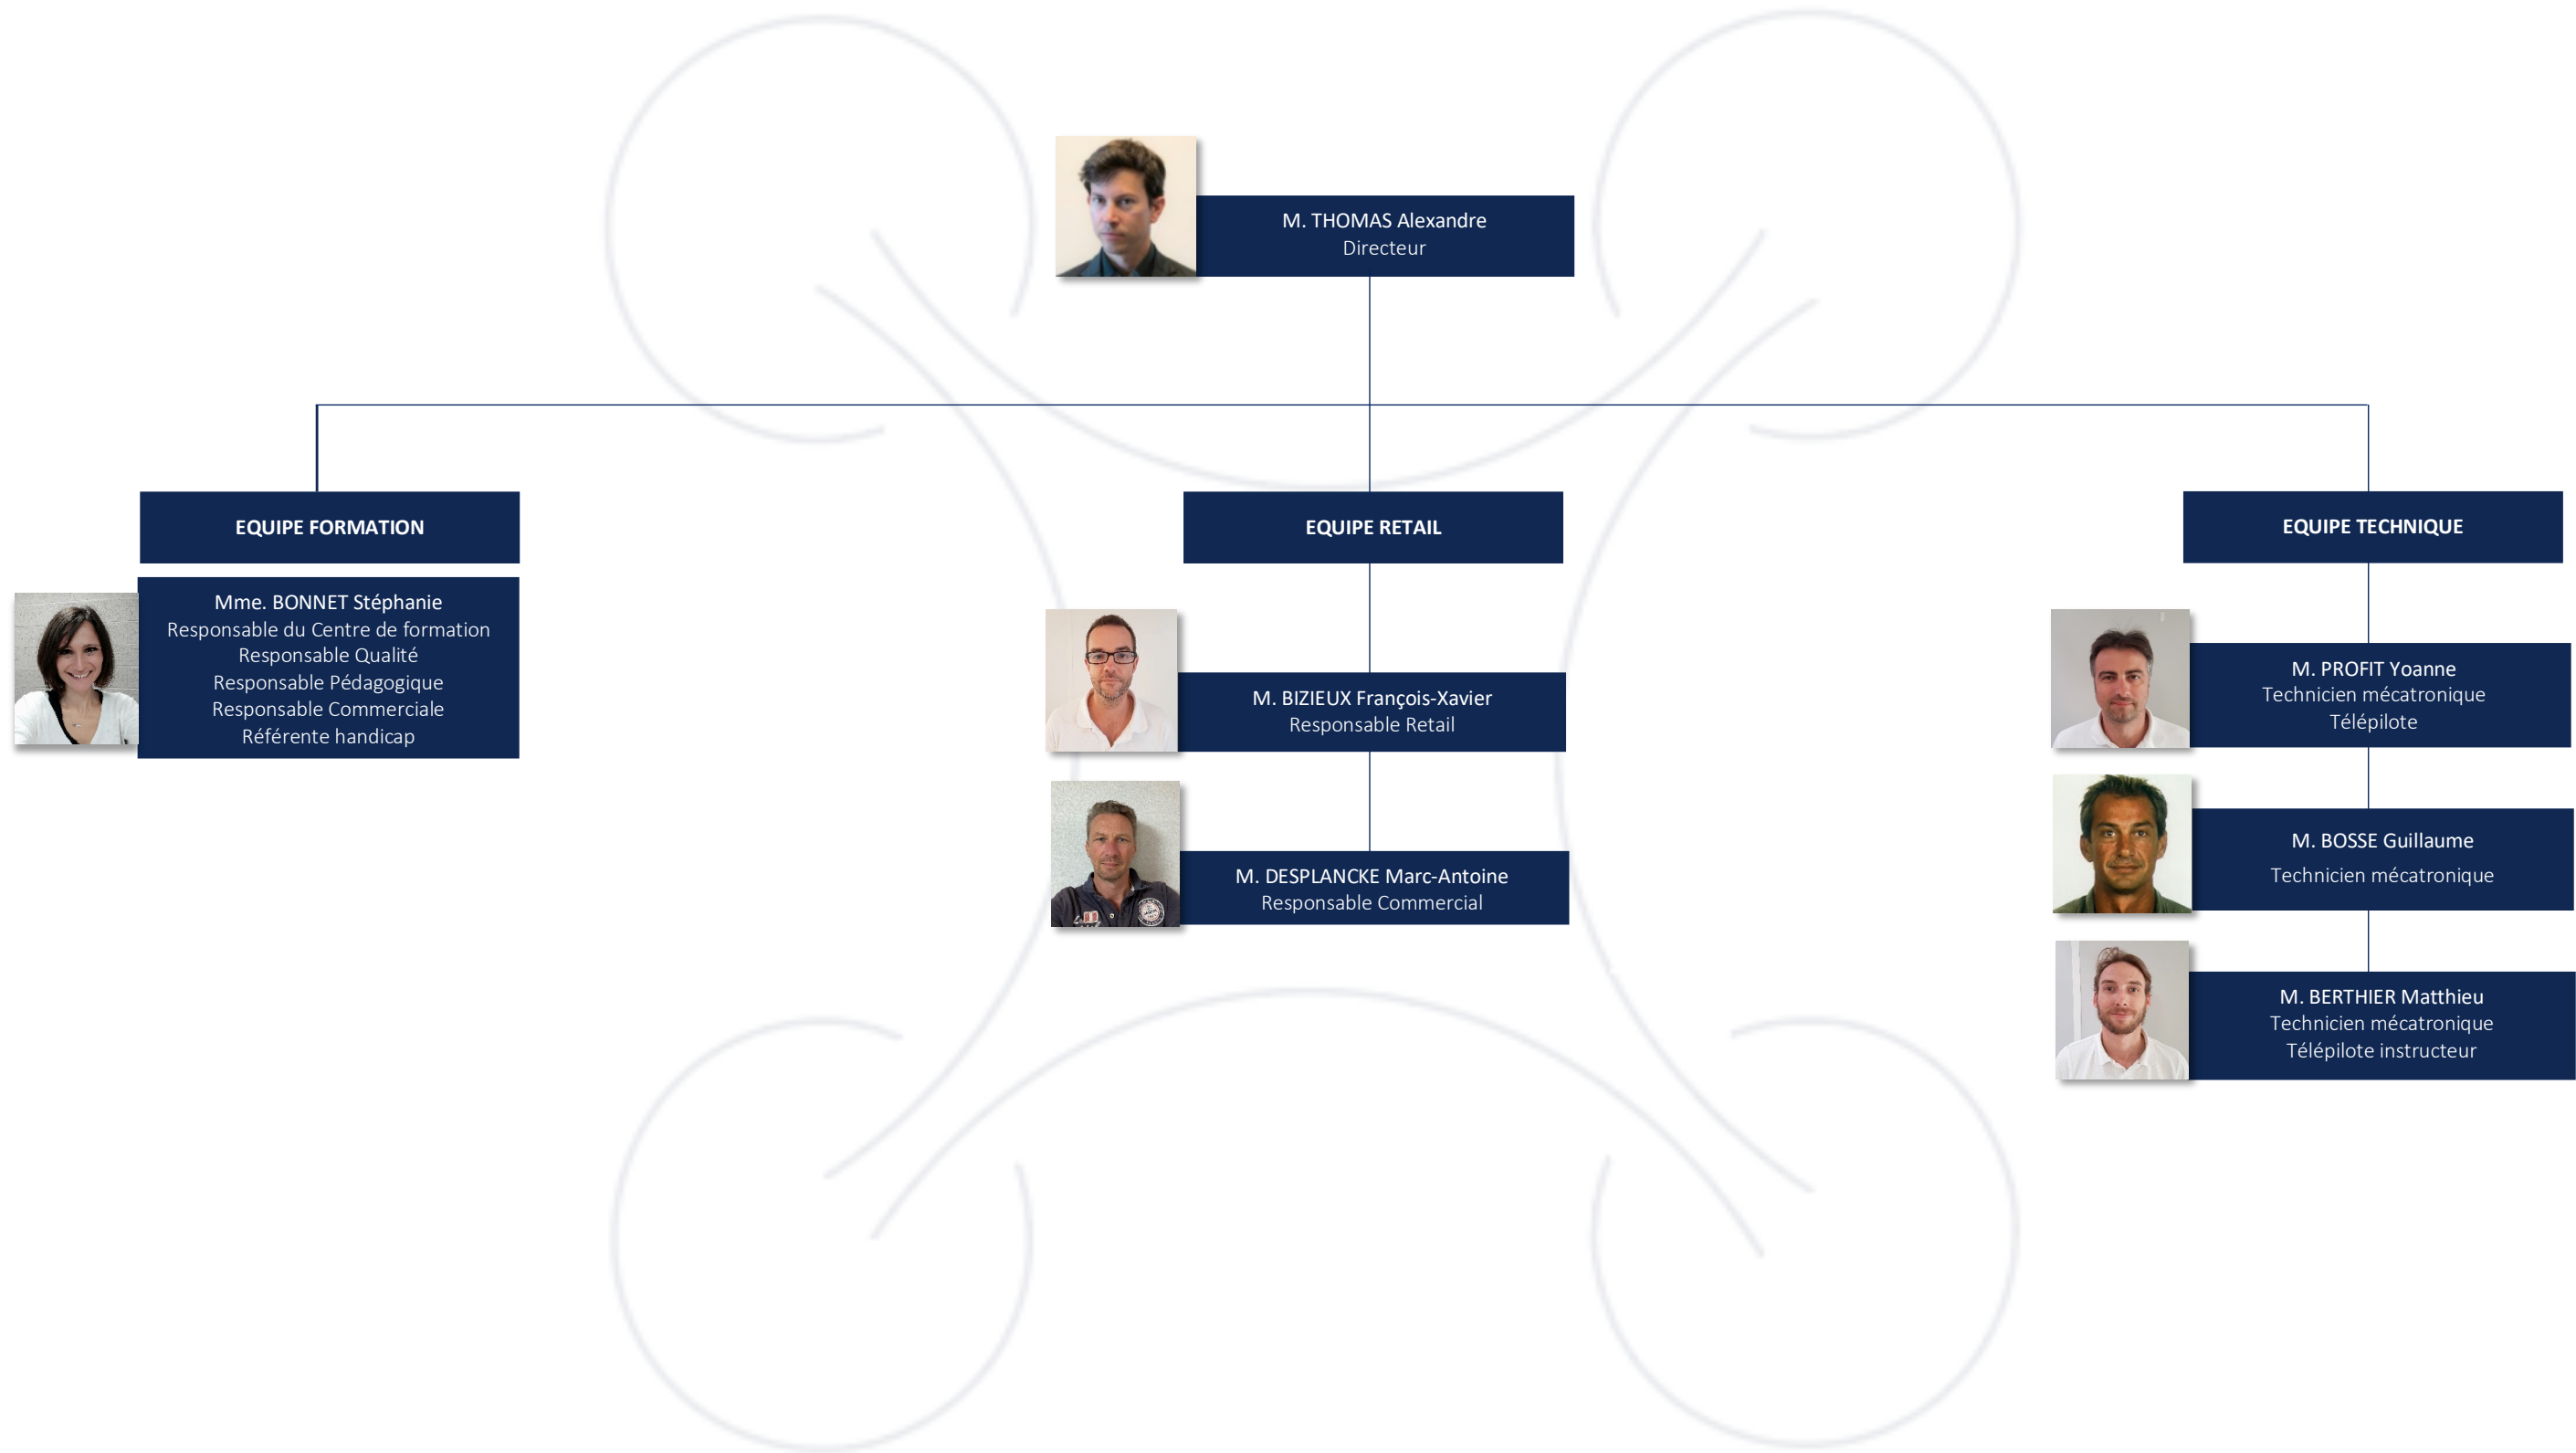 M. THOMAS Alexandre
Directeur
EQUIPE FORMATION
Mme. BONNET Stéphanie
Responsable du Centre de formation
Responsable Qualité
Responsable Pédagogique
Responsable Commerciale
Référente handicap
EQUIPE RETAIL
M. BIZIEUX François-Xavier
Responsable Retail
M. DESPLANCKE Marc-Antoine
Responsable Commercial
EQUIPE TECHNIQUE
M. PROFIT Yoanne
Technicien mécatronique
Télépilote
M. BOSSE Guillaume
Technicien mécatronique
M. BERTHIER Matthieu
Technicien mécatronique
Télépilote instructeur